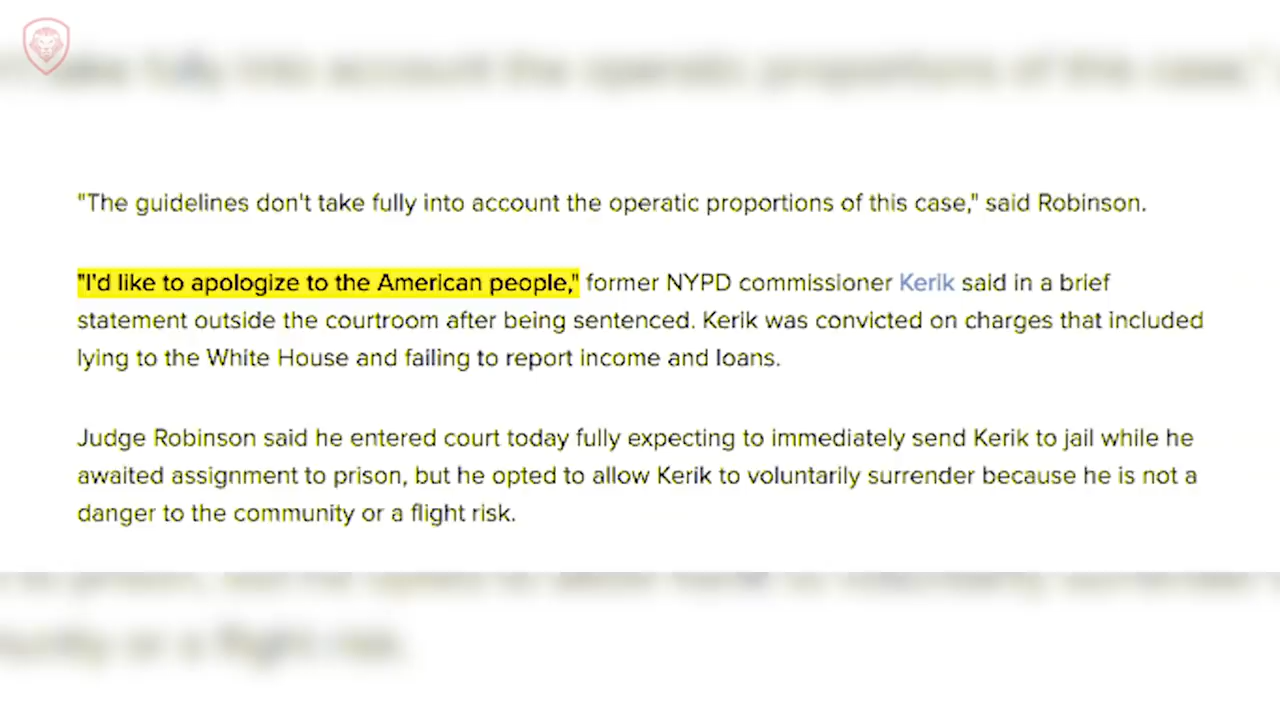 "The guidelines don't take fully into account the operatic proportions of this case," said Robinson.
"I'd like to apologize to the American people," former NYPD commissioner Kerik said in a brief
statement outside the courtroom after being sentenced. Kerik was convicted on charges that included
lying to the White House and failing to report income and loans.
Judge Robinson said he entered court today fully expecting to immediately send Kerik to jail while he
awaited assignment to prison, but he opted to allow Kerik to voluntarily surrender because he is not a
danger to the community or a flight risk.